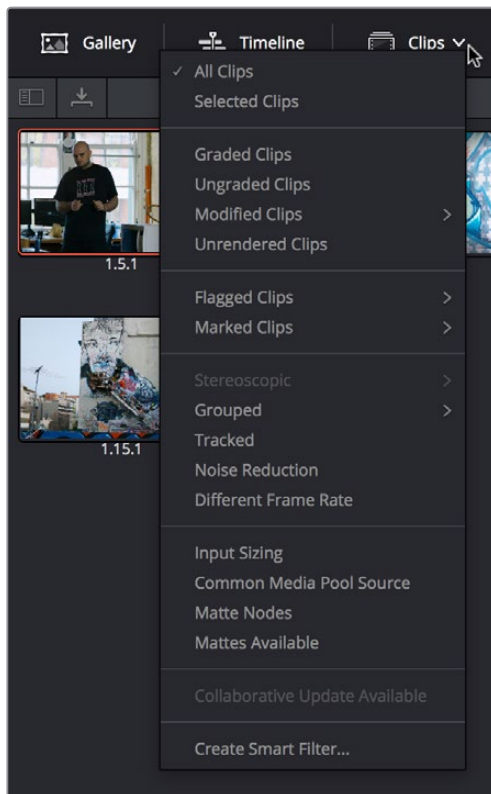 Gallery Timeline Clips
All Clips
Selected Clips
Graded Clips
Ungraded Clips
Modified Clips
Unrendered Clips
Flagged Clips
Marked Clips
Stereoscopic
Grouped
Tracked
Noise Reduction
Different Frame Rate
Input Sizing
Common Media Pool Source
Matte Nodes
Mattes Available
Collaborative Update Available
Create Smart Filter...
1.5.1
1.15.1